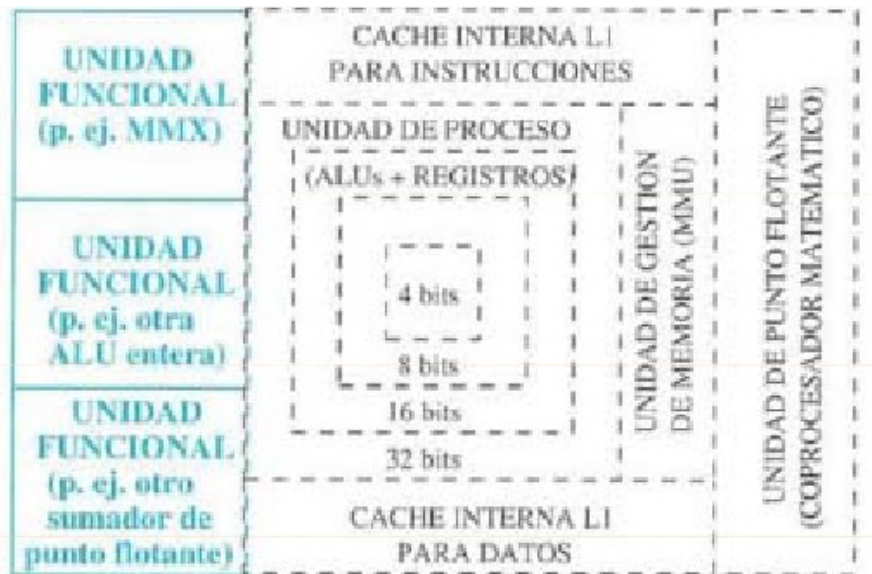 UNIDAD
FUNCIONAL
(p. ej. MMX)
UNIDAD
FUNCIONAL
(p. ej. otra
ALU entera)
UNIDAD
FUNCIONAL
(p. ej. otro
sumador de
punto flotante)
CACHE INTERNA L1
PARA INSTRUCCIONES
UNIDAD DE PROCESO
(ALUs + REGISTROS)
4 bits
8 bits
16 bits
32 bits
CACHE INTERNA L1
PARA DATOS
UNIDAD DE GESTION
DE MEMORIA (MMU)
UNIDAD DE PUNTO FLOTANTE
(COPROCESADOR MATEMATICO)